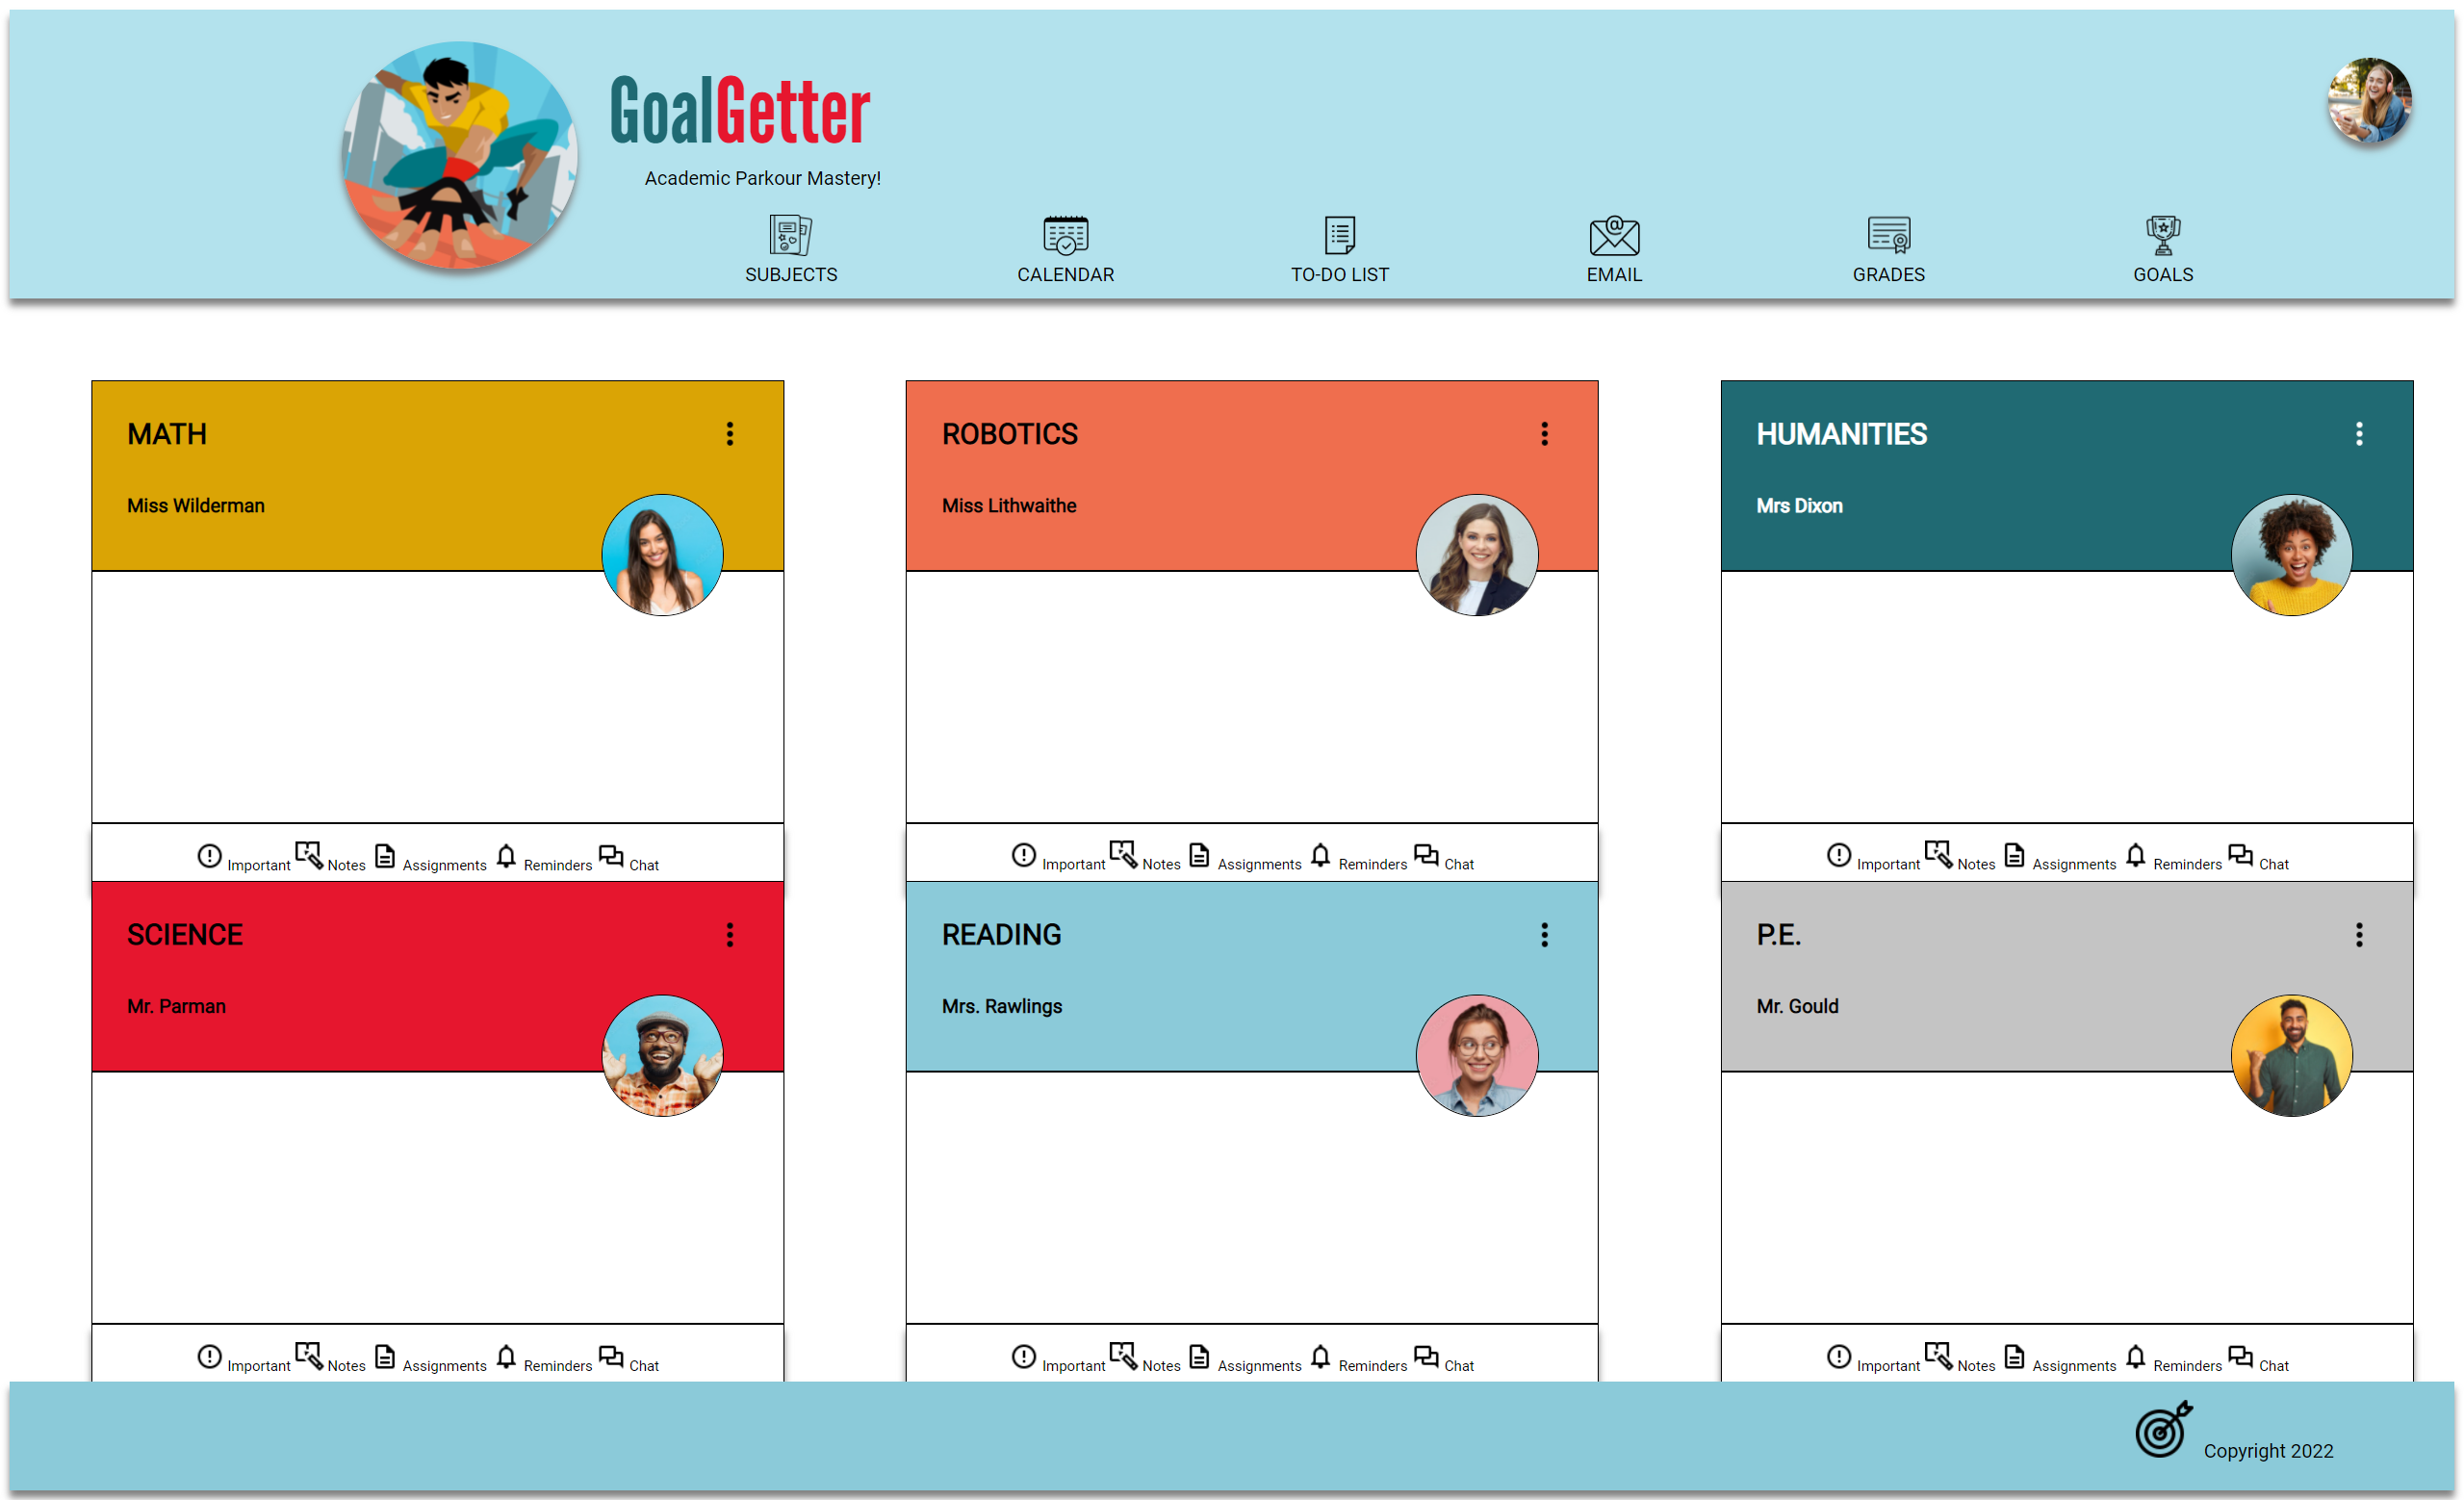 GoalGetter
Academic Parkour Mastery!
SUBJECTS CALENDAR TO-DO LIST EMAIL GRADES GOALS
MATH
Miss Wilderman
Important Notes Assignments Reminders Chat
ROBOTICS
Miss Lithwaithe
Important Notes Assignments Reminders Chat
HUMANITIES
Mrs Dixon
Important Notes Assignments Reminders Chat
SCIENCE
Mr. Parman
Important Notes Assignments Reminders Chat
READING
Mrs. Rawlings
Important Notes Assignments Reminders Chat
P.E.
Mr. Gould
Important Notes Assignments Reminders Chat
Copyright 2022